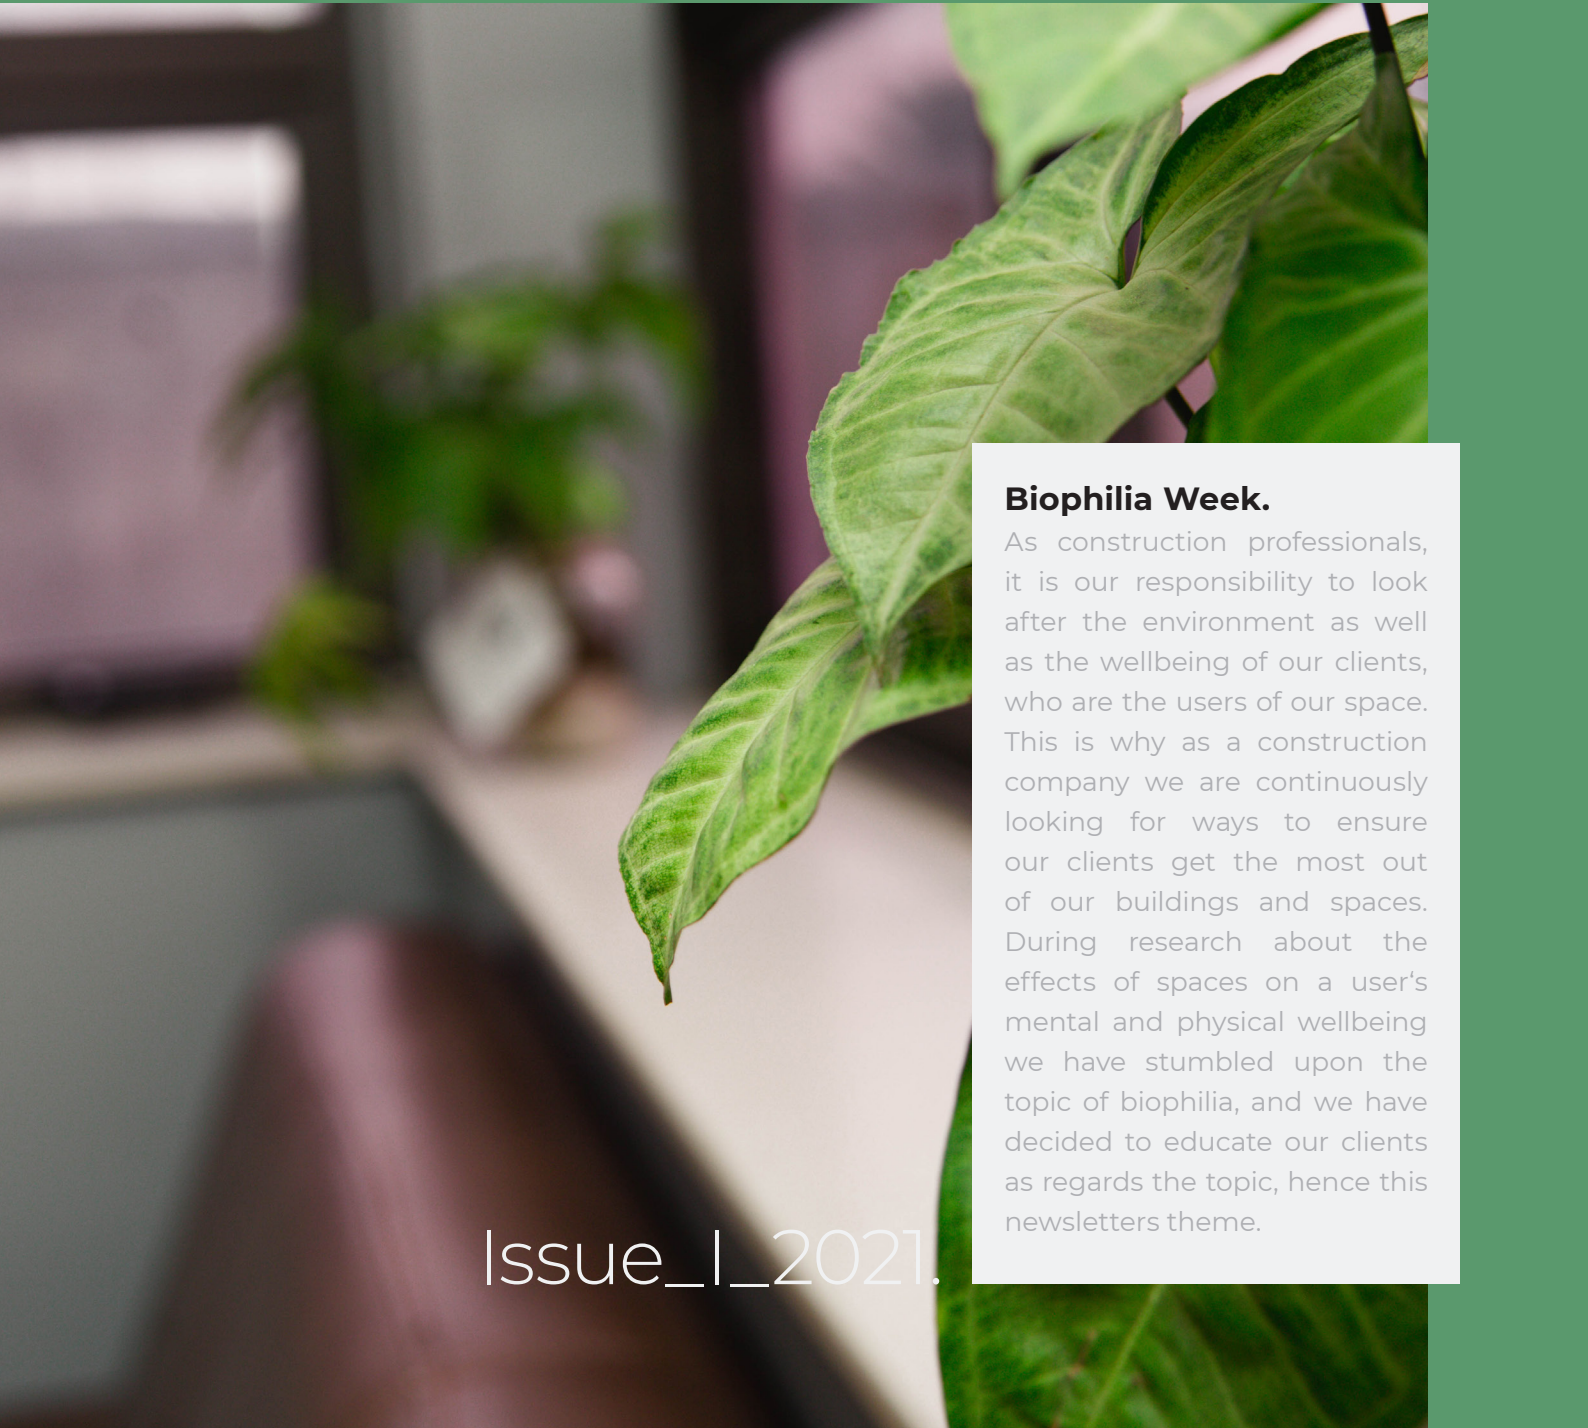 Biophilia Week.
As construction professionals,
it is our responsibility to look
after the environment as well
as the wellbeing of our clients,
who are the users of our space.
This is why as a construction
company we are continuously
looking for ways to ensure
our clients get the most out
of our buildings and spaces.
During research about the
effects of spaces on a user‘s
mental and physical wellbeing
we have stumbled upon the
topic of biophilia, and we have
decided to educate our clients
as regards the topic, hence this
newsletters theme.
Issue_I_2021.